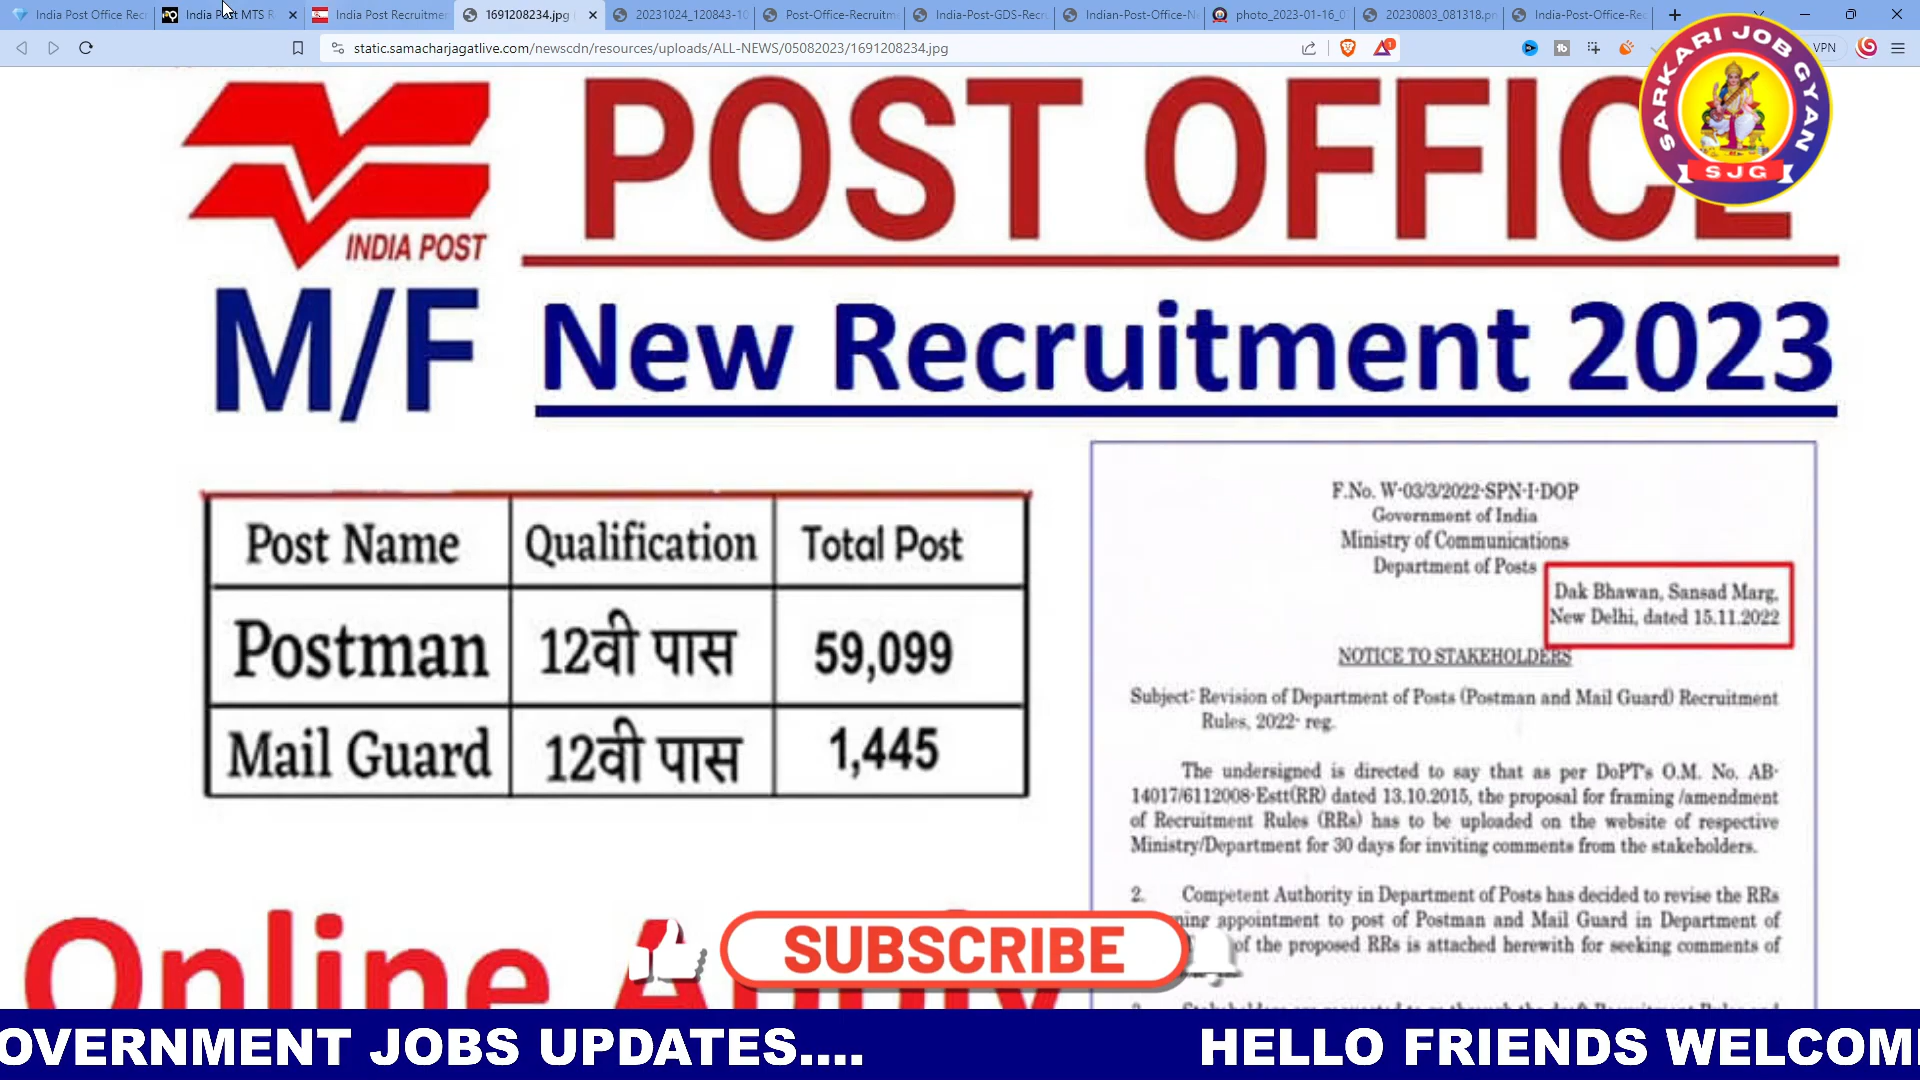 India Post Office Rec
India Post MTS R
India Post Recruitmen
1691208234.jpg
20231024_120843-10
Post-Office-Recruitm
India-Post-GDS-Recru
Indian-Post-Office-N
photo_2023-01-16_0
20230803_081318.pn
India-Post-Office-Rec
static.samacharjagatlive.com/newscdn/resources/uploads/ALL-NEWS/05082023/1691208234.jpg
VPN
SARKARI JOB GYAN
SJG
POST OFFICE
INDIA POST
M/F New Recruitment 2023
Post Name Qualification Total Post
Postman 12वी पास 59,099
Mail Guard 12वी पास 1,445
F.No. W-03/3/2022-SPN-I-DOP
Government of India
Ministry of Communications
Department of Posts
Dak Bhawan, Sansad Marg,
New Delhi, dated 15.11.2022
NOTICE TO STAKEHOLDERS
Subject: Revision of Department of Posts (Postman and Mail Guard) Recruitment
Rules, 2022- reg.
The undersigned is directed to say that as per DoPT's O.M. No. AB-
14017/6112008-Estt(RR) dated 13.10.2015, the proposal for framing /amendment
of Recruitment Rules (RRs) has to be uploaded on the website of respective
Ministry/Department for 30 days for inviting comments from the stakeholders.
2. Competent Authority in Department of Posts has decided to revise the RRs
appointment to post of Postman and Mail Guard in Department of
of the proposed RRs is attached herewith for seeking comments of
Online Apply
SUBSCRIBE
OVERNMENT JOBS UPDATES.... HELLO FRIENDS WELCOM